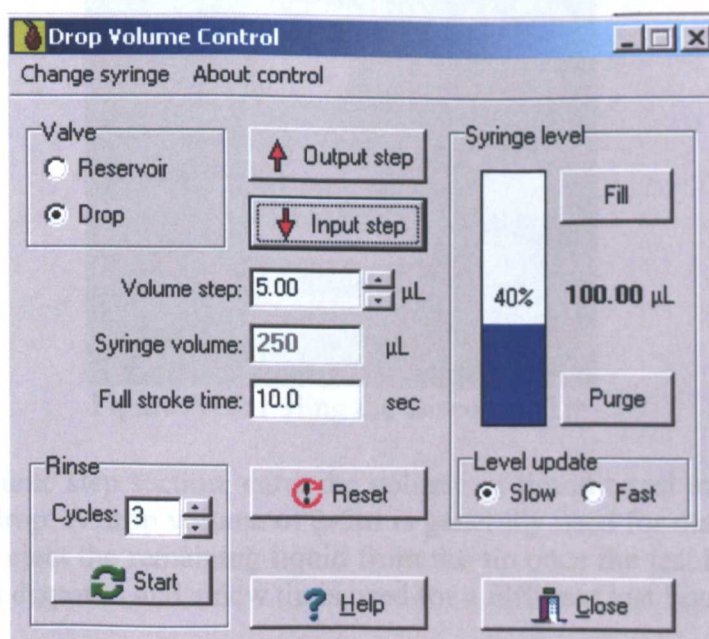 Drop Volume Control
Change syringe About control
Valve
Reservoir
Drop
Output step
Input step
Volume step: 5.00 µL
Syringe volume: 250 µL
Full stroke time: 10.0 sec
Syringe level
Fill
40% 100.00 µL
Purge
Level update
Slow Fast
Rinse
Cycles: 3
Start
Reset
Help
Close